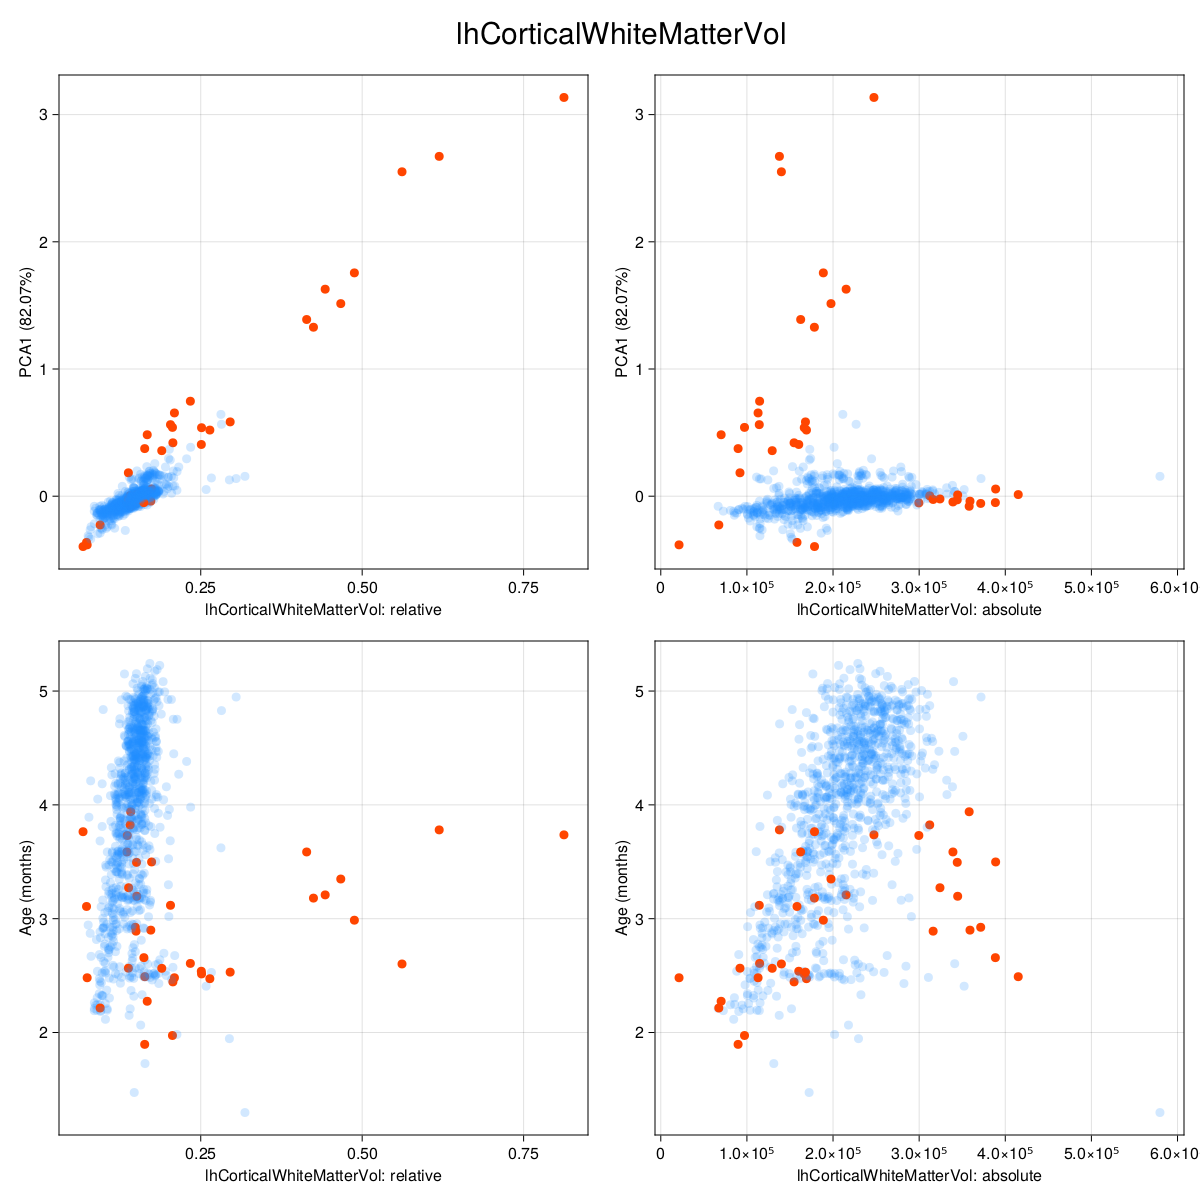 lhCorticalWhiteMatterVol
PCA1 (82.07%)
3
2
1
0
0.25 0.50 0.75
lhCorticalWhiteMatterVol: relative
PCA1 (82.07%)
3
2
1
0
0 1.0×10⁵ 2.0×10⁵ 3.0×10⁵ 4.0×10⁵ 5.0×10⁵ 6.0×10
lhCorticalWhiteMatterVol: absolute
Age (months)
5
4
3
2
0.25 0.50 0.75
lhCorticalWhiteMatterVol: relative
Age (months)
5
4
3
2
0 1.0×10⁵ 2.0×10⁵ 3.0×10⁵ 4.0×10⁵ 5.0×10⁵ 6.0×10
lhCorticalWhiteMatterVol: absolute